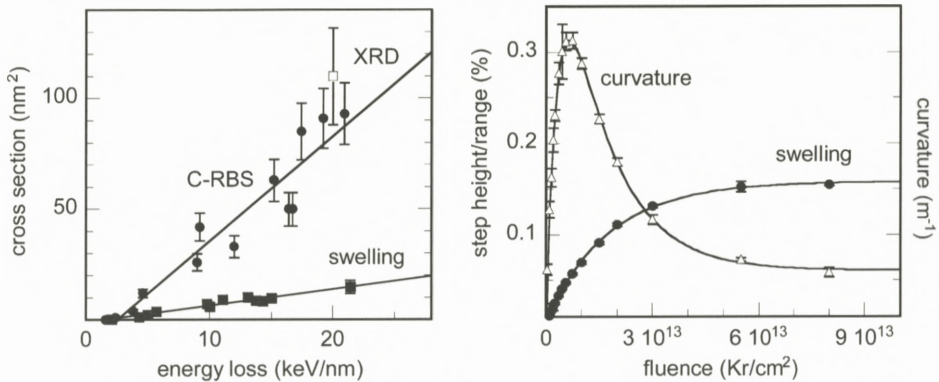 cross section (nm²)
100
50
0
10
20
energy loss (keV/nm)
XRD
C-RBS
swelling
step height/range (%)
0.3
0.2
0.1
0
3 10¹³
6 10¹³
9 10¹³
fluence (Kr/cm²)
curvature
swelling
curvature (m⁻¹)